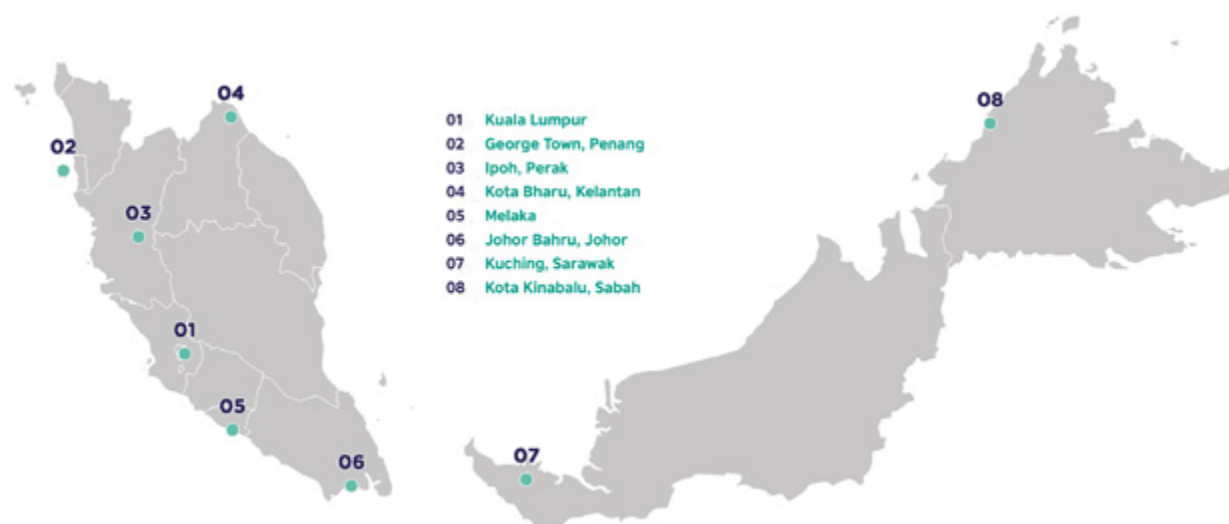 04
02
03
01
05
06
01 Kuala Lumpur
02 George Town, Penang
03 Ipoh, Perak
04 Kota Bharu, Kelantan
05 Melaka
06 Johor Bahru, Johor
07 Kuching, Sarawak
08 Kota Kinabalu, Sabah
08
07